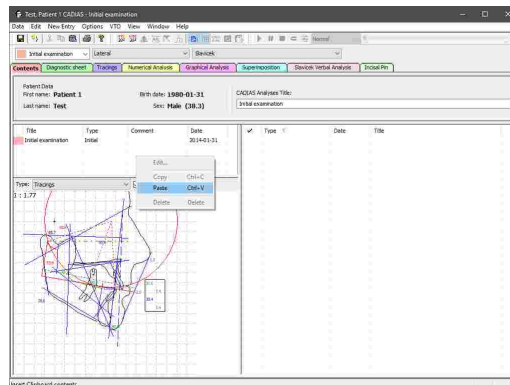 Test, Patient 1 CADIAS - Initial examination
Data Edit New Entry Options VTO View Window Help
Normal...
Initial examination Lateral Slavicek
Contents Diagnostic sheet Tracings Numerical Analysis Graphical Analysis Superimposition Slavicek Verbal Analysis Incisal Pin
Patient Data
First name: Patient 1 Birth date: 1980-01-31 CADIAS Analyses Title:
Last name: Test Sex: Male (38.3) Initial examination
Title Type Comment Date Type Date Title
Initial examination Initial 2014-01-31
Edit...
Copy Ctrl+C
Paste Ctrl+V
Delete Delete
Type: Tracings
1 : 1.77
Insert Clipboard contents